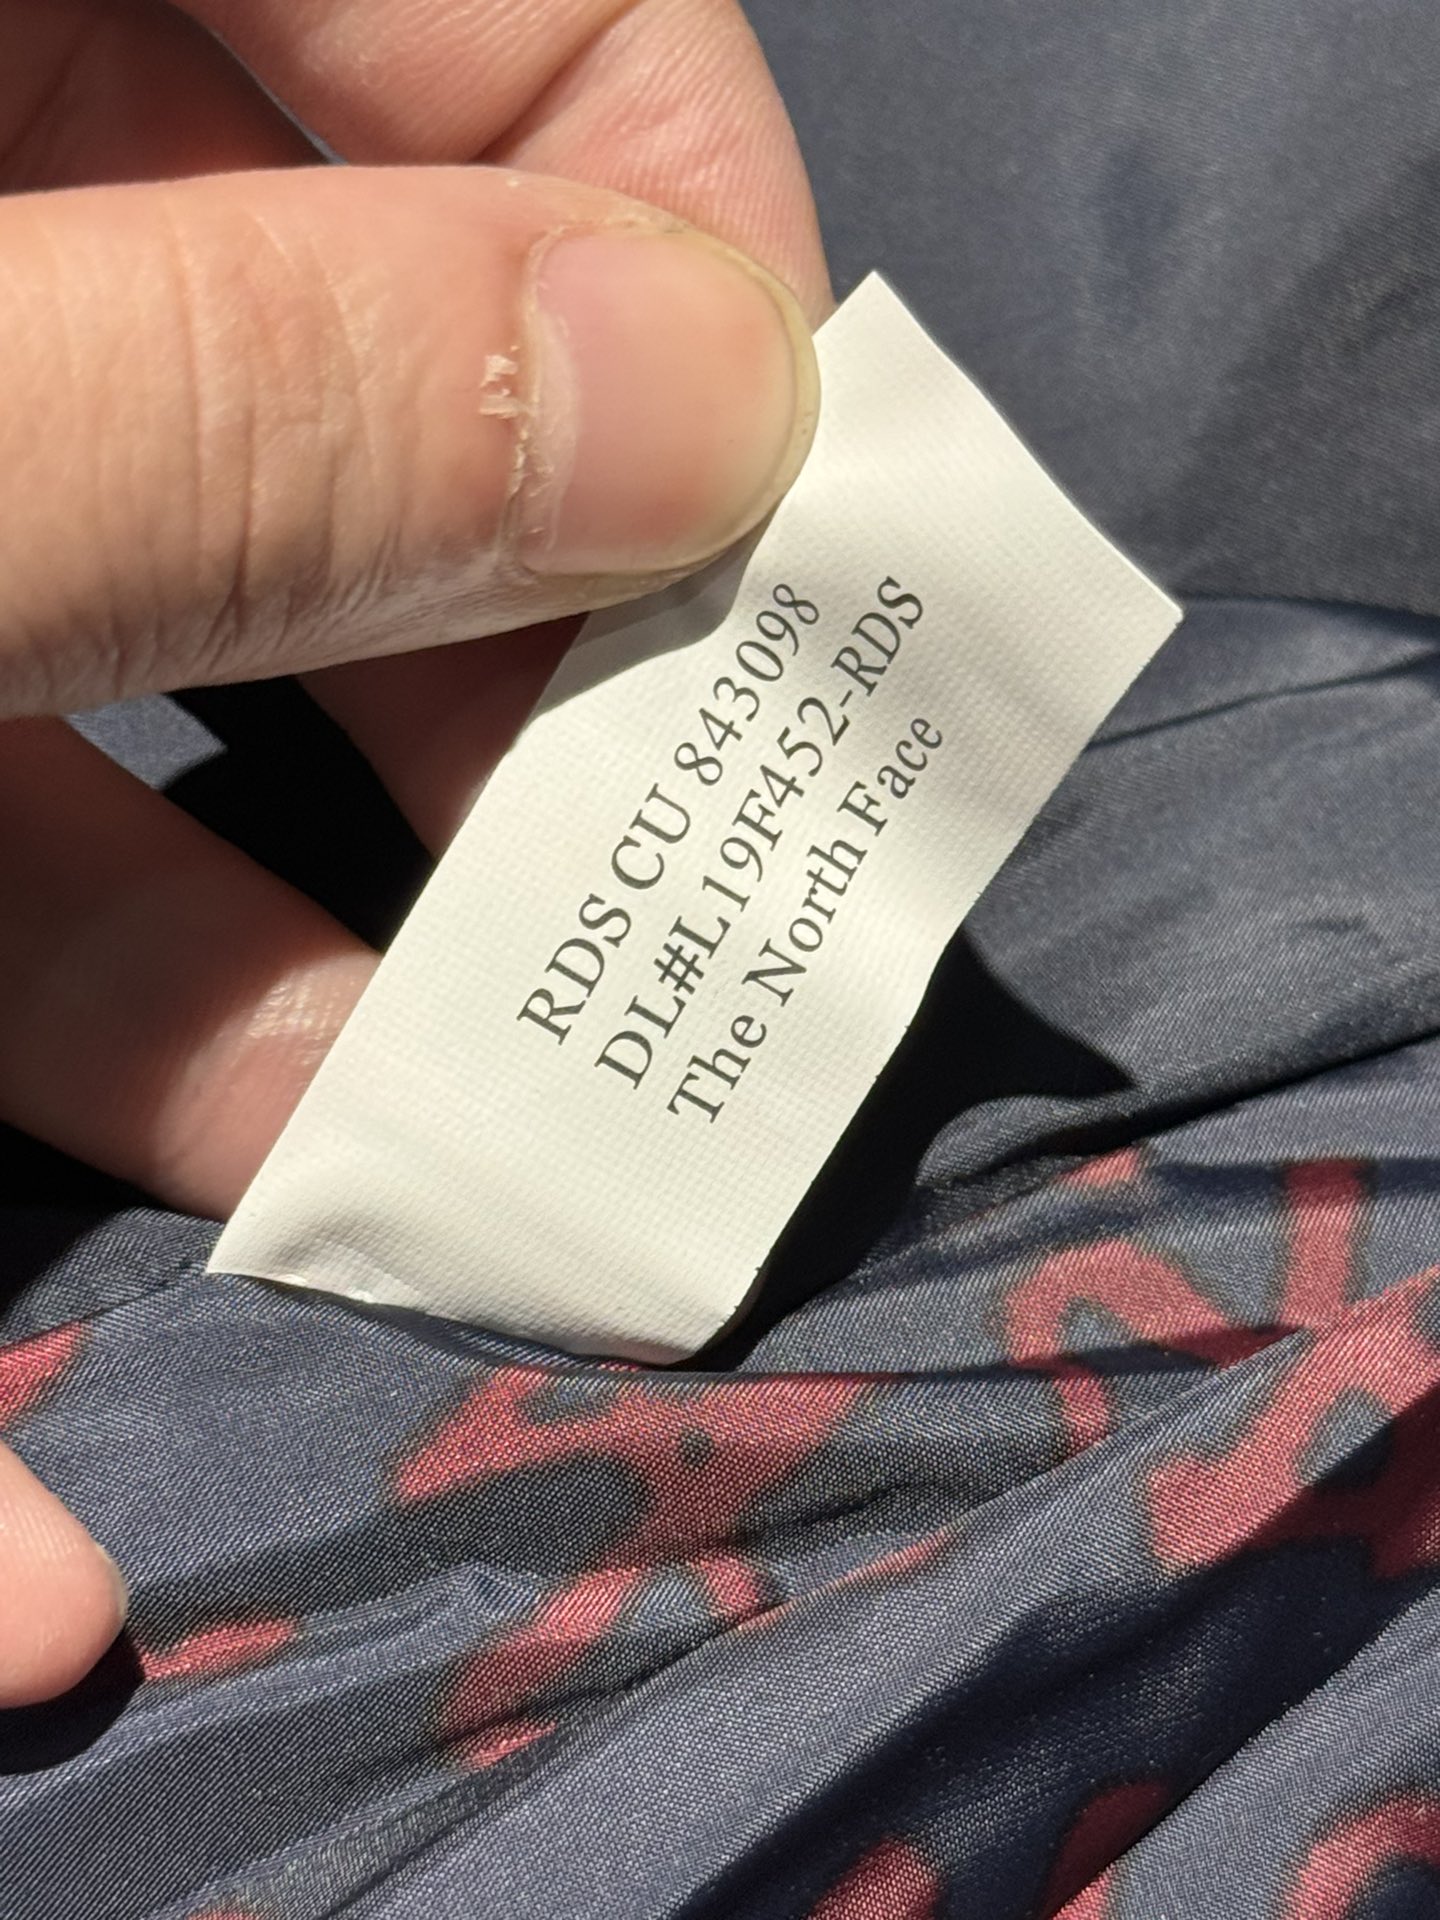 RDS CU 843098
DL#L19F452-RDS
The North Face